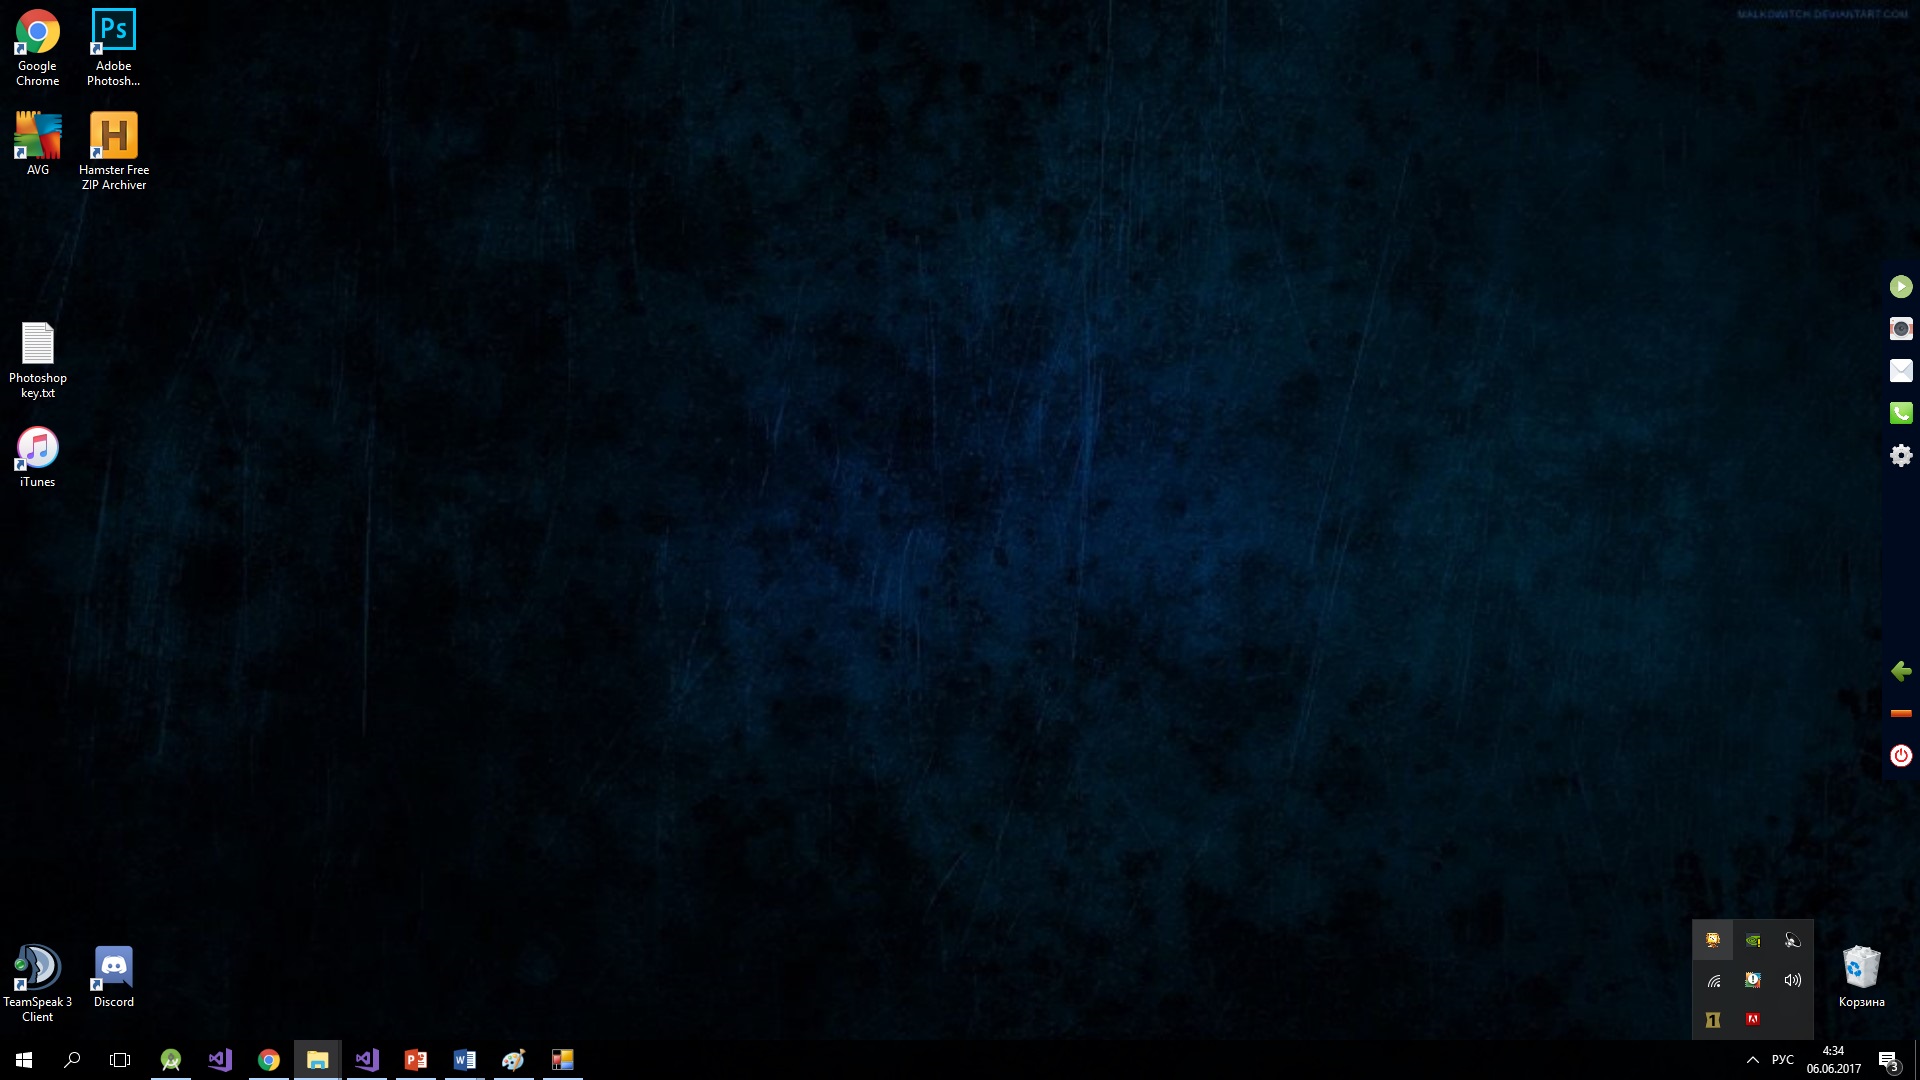 MALKOWITCH.DEVIANTART.COM
Ps
Google
Chrome
Adobe
Photosh...
H
AVG
Hamster Free
ZIP Archiver
Photoshop
key.txt
iTunes
TeamSpeak 3
Client
Discord
1
Корзина
РУС
4:34
06.06.2017
3